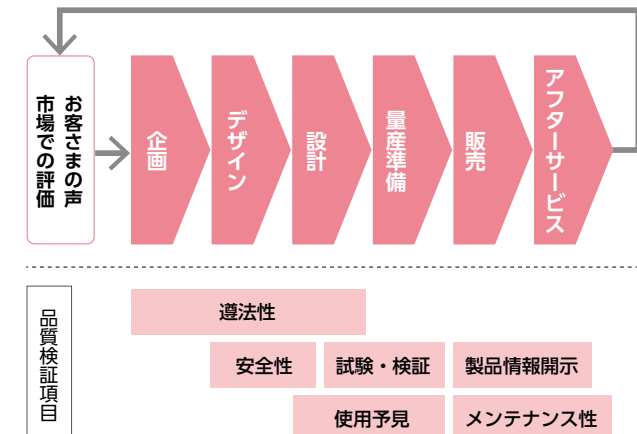 お客さまの声
市場での評価
企画
デザイン
設計
量産準備
販売
アフターサービス
品質検証項目
遵法性
安全性
試験・検証
製品情報開示
使用予見
メンテナンス性